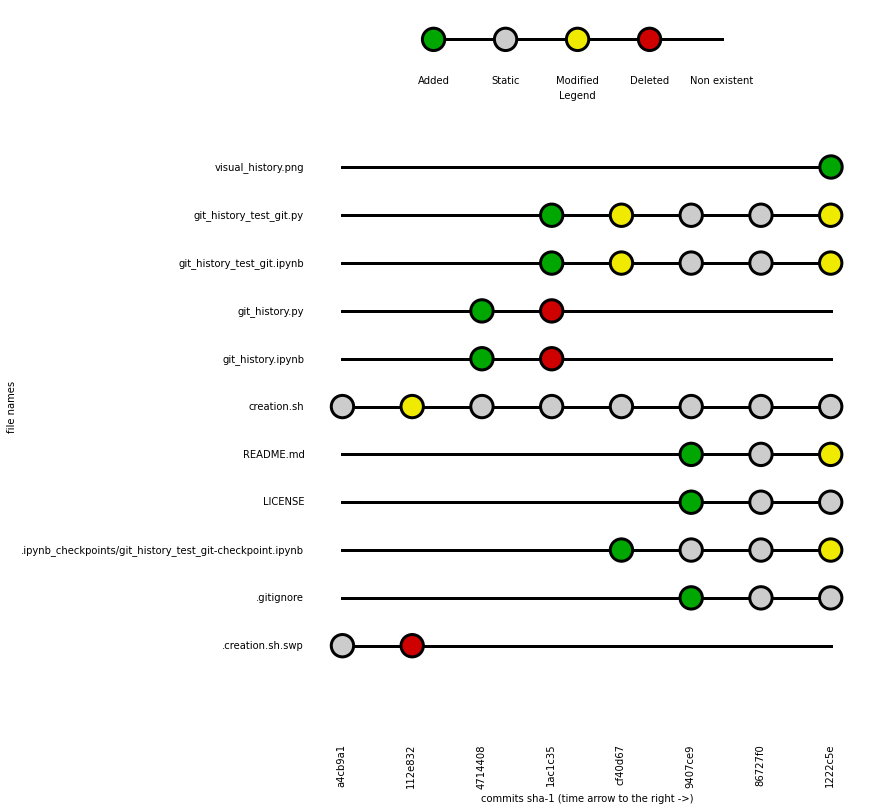 Added Static Modified Deleted Non existent
Legend
visual_history.png
git_history_test_git.py
git_history_test_git.ipynb
git_history.py
git_history.ipynb
creation.sh
README.md
LICENSE
.ipynb_checkpoints/git_history_test_git-checkpoint.ipynb
.gitignore
.creation.sh.swp
file names
a4cb9a1 112e832 4714408 1ac1c35 cf40d67 9407ce9 86727f0 1222c5e
commits sha-1 (time arrow to the right ->)